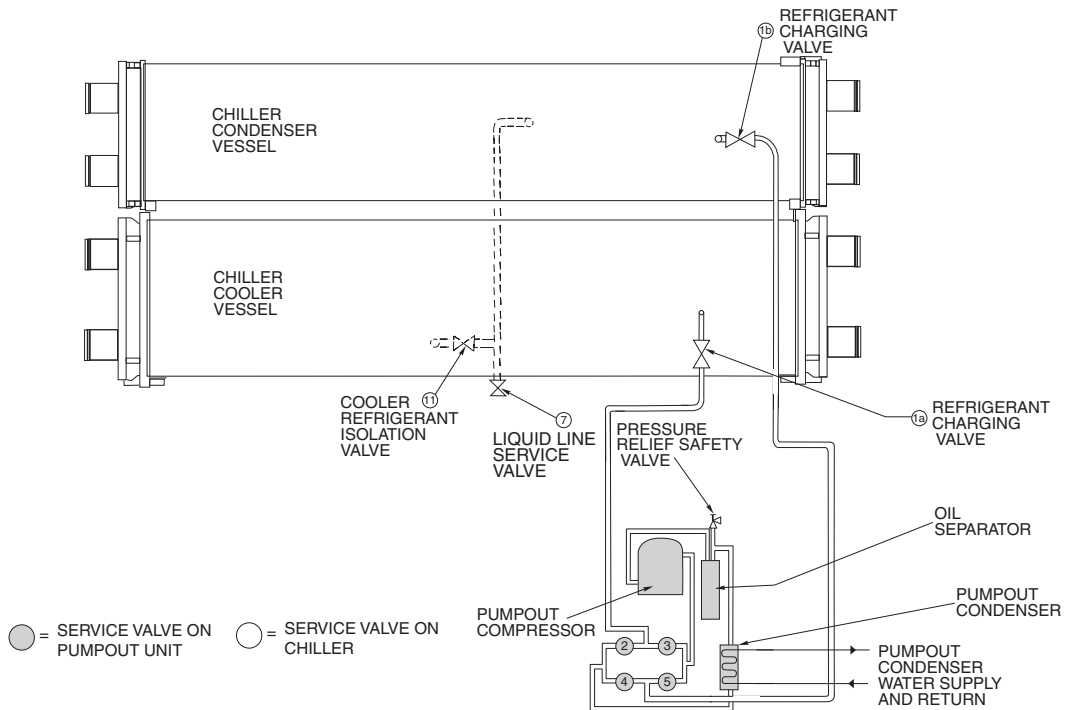 1b
REFRIGERANT
CHARGING
VALVE
CHILLER
CONDENSER
VESSEL
CHILLER
COOLER
VESSEL
11
COOLER
REFRIGERANT
ISOLATION
VALVE
7
LIQUID LINE
SERVICE
VALVE
PRESSURE
RELIEF SAFETY
VALVE
1a
REFRIGERANT
CHARGING
VALVE
OIL
SEPARATOR
PUMPOUT
COMPRESSOR
PUMPOUT
CONDENSER
= SERVICE VALVE ON
PUMPOUT UNIT
= SERVICE VALVE ON
CHILLER
2
3
4
5
PUMPOUT
CONDENSER
WATER SUPPLY
AND RETURN